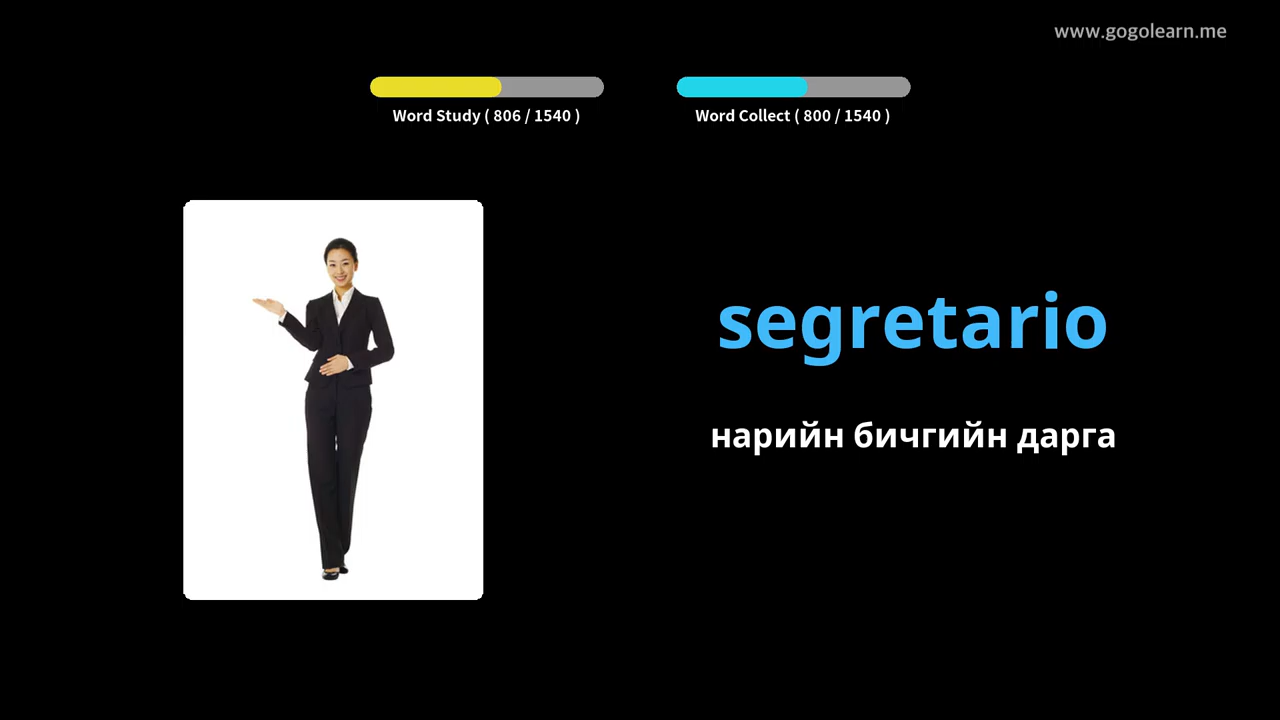 www.gogolearn.me
Word Study ( 806 / 1540 )
Word Collect ( 800 / 1540 )
segretario
нарийн бичгийн дарга